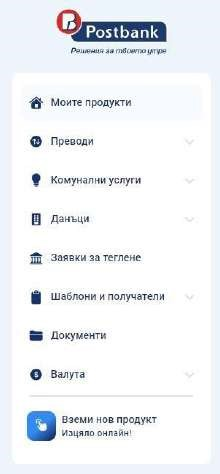 Postbank
Решения за твоето утре
Моите продукти
Преводи
Комунални услуги
Данъци
Заявки за теглене
Шаблони и получатели
Документи
Валута
Вземи нов продукт
Изцяло онлайн!